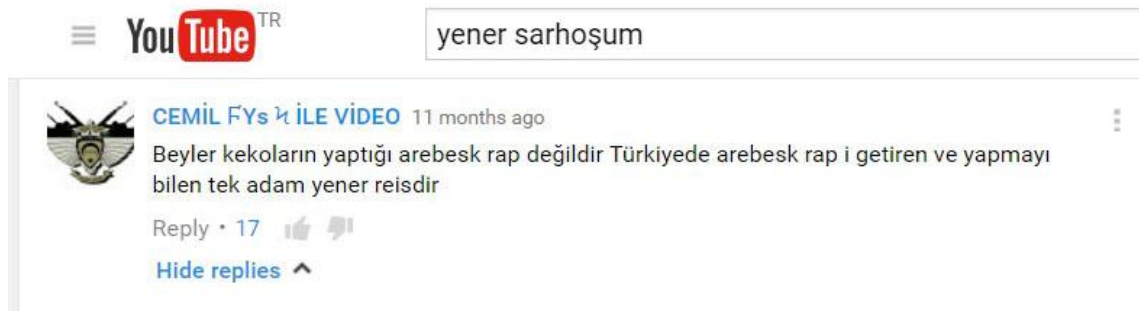 YouTube TR
yener sarhoşum
CEMİL ҒYs Ϟ İLE VİDEO 11 months ago
Beyler kekoların yaptığı arebesk rap değildir Türkiyede arebesk rap i getiren ve yapmayı
bilen tek adam yener reisdir
Reply • 17
Hide replies